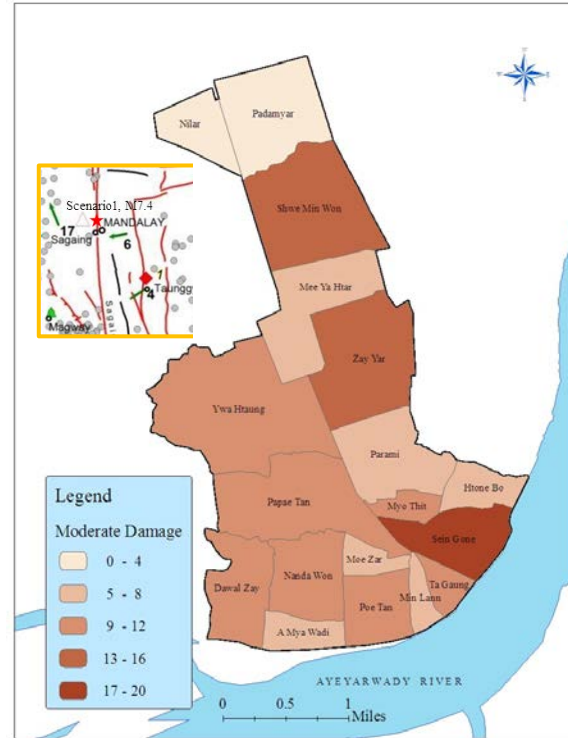 Padamyar
Nilar
Shwe Min Won
Scenario1, M7.4
MANDALAY
17
Sagaing
6
1
4
Taungg
Sagai
Magway
Mee Ya Htar
Zay Yar
Ywa Htaung
Parami
Htone Bo
Papae Tan
Myo Thit
Sein Gone
Moe Zar
Nanda Won
Dawal Zay
Ta Gaung
Min Lann
Poe Tan
A Mya Wadi
Legend
Moderate Damage
0 - 4
5 - 8
9 - 12
13 - 16
17 - 20
AYEYARWADY RIVER
0 0.5 1
Miles